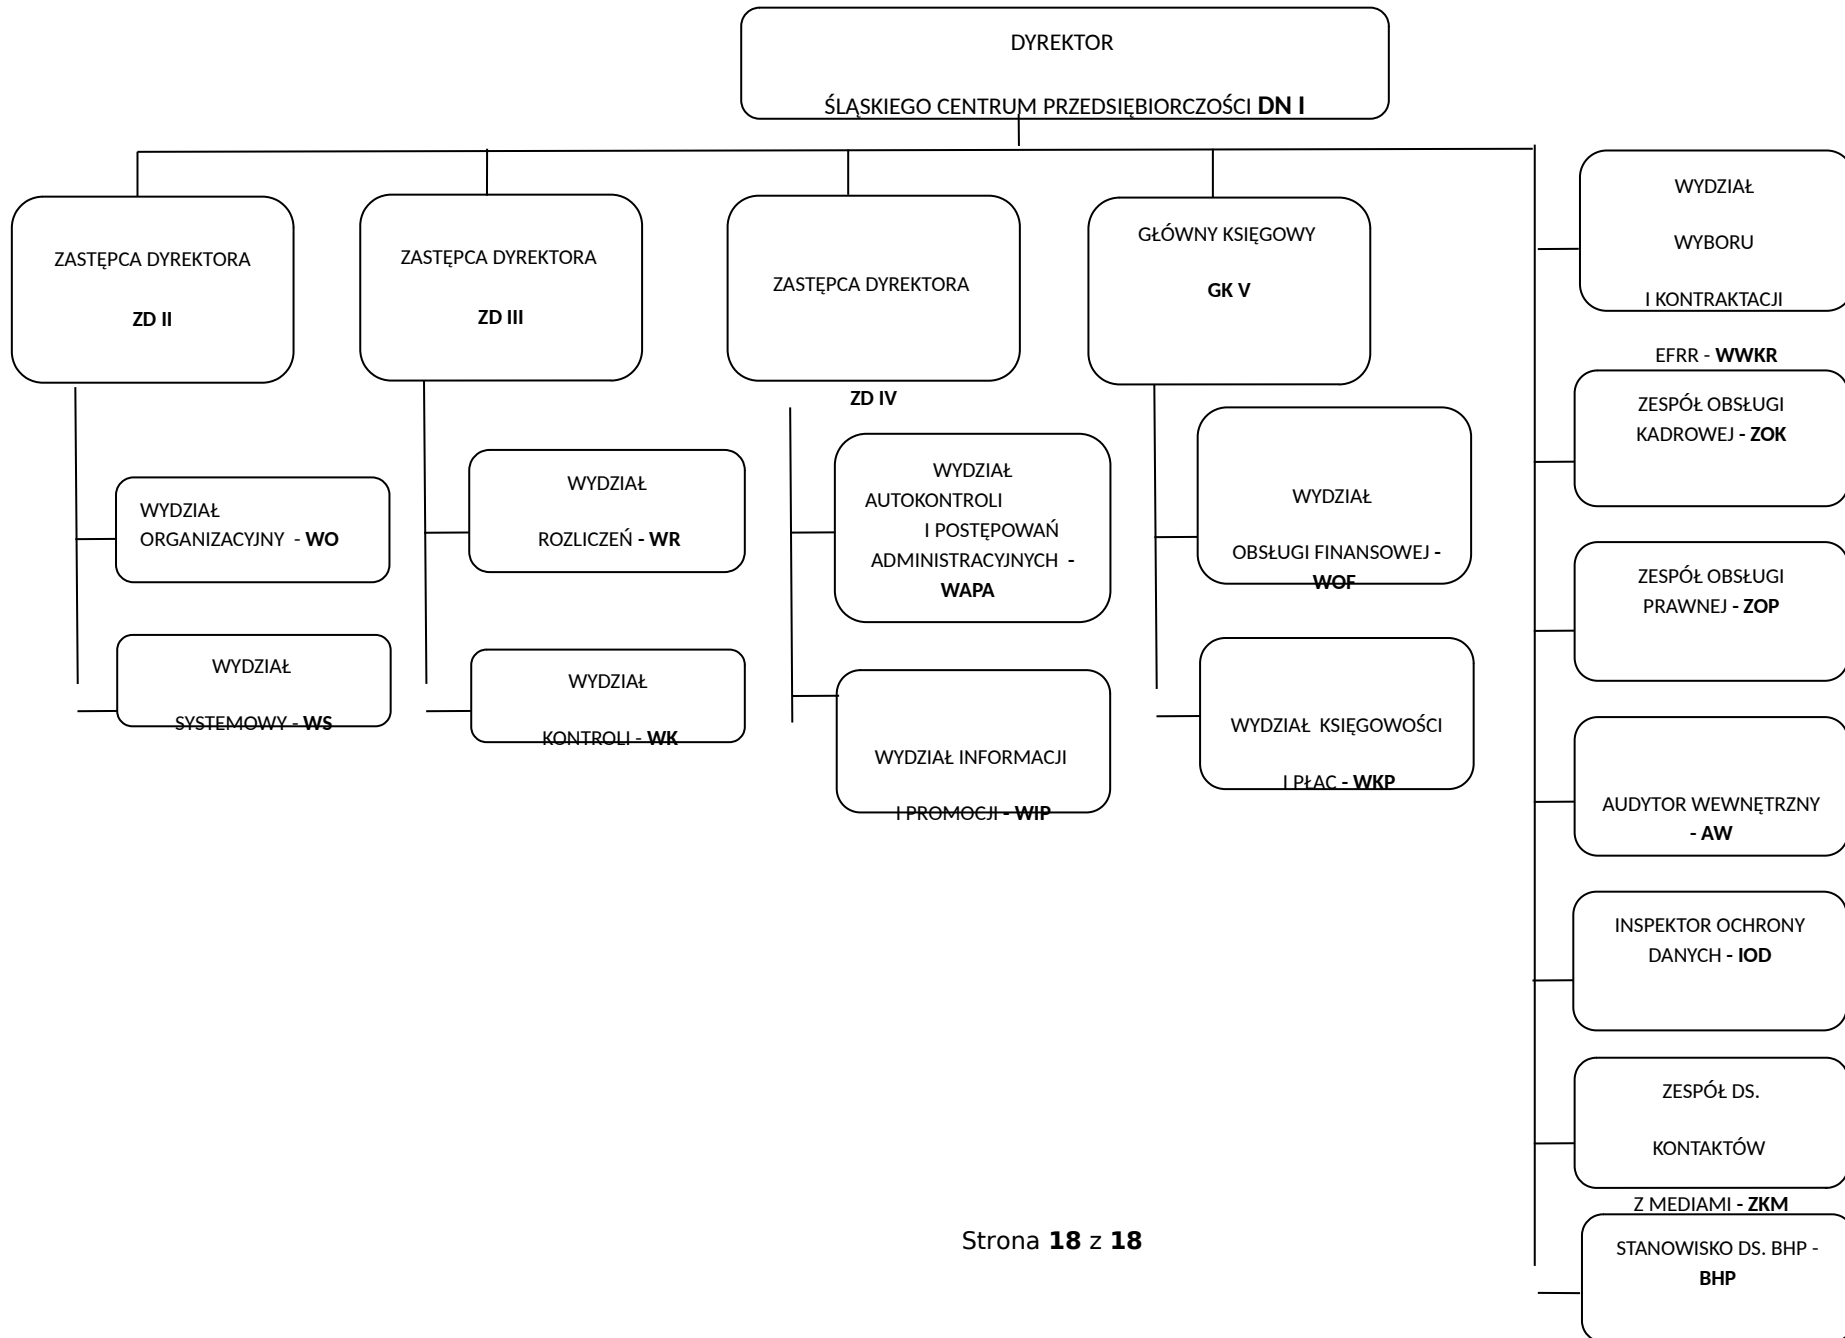 DYREKTOR
ŚLĄSKIEGO CENTRUM PRZEDSIĘBIORCZOŚCI DN I
ZASTĘPCA DYREKTORA
ZD II
ZASTĘPCA DYREKTORA
ZD III
ZASTĘPCA DYREKTORA
ZD IV
GŁÓWNY KSIĘGOWY
GK V
WYDZIAŁ
ORGANIZACYJNY - WO
WYDZIAŁ
SYSTEMOWY - WS
WYDZIAŁ
ROZLICZEŃ - WR
WYDZIAŁ
KONTROLI - WK
WYDZIAŁ
AUTOKONTROLI
I POSTĘPOWAŃ
ADMINISTRACYJNYCH -
WAPA
WYDZIAŁ INFORMACJI
I PROMOCJI - WIP
WYDZIAŁ
OBSŁUGI FINANSOWEJ -
WOF
WYDZIAŁ KSIĘGOWOŚCI
I PŁAC - WKP
WYDZIAŁ
WYBORU
I KONTRAKTACJI
EFRR - WWKR
ZESPÓŁ OBSŁUGI
KADROWEJ - ZOK
ZESPÓŁ OBSŁUGI
PRAWNEJ - ZOP
AUDYTOR WEWNĘTRZNY
- AW
INSPEKTOR OCHRONY
DANYCH - IOD
ZESPÓŁ DS.
KONTAKTÓW
Z MEDIAMI - ZKM
STANOWISKO DS. BHP -
BHP
Strona 18 z 18